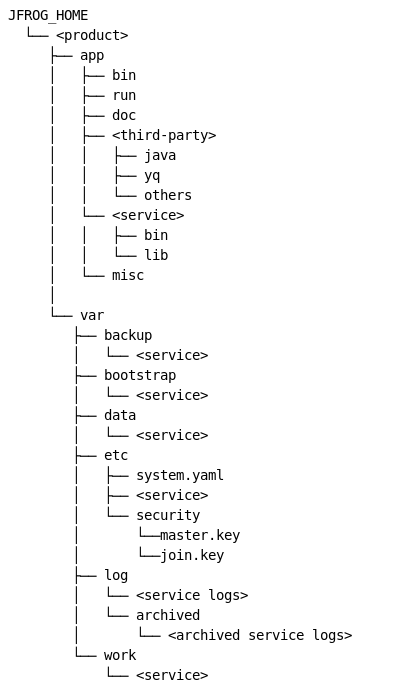 JFROG_HOME
└── <product>
├── app
│   ├── bin
│   ├── run
│   ├── doc
│   ├── <third-party>
│   │   ├── java
│   │   ├── yq
│   │   └── others
│   └── <service>
│   │   ├── bin
│   │   └── lib
│   └── misc
│
└── var
├── backup
│   └── <service>
├── bootstrap
│   └── <service>
├── data
│   └── <service>
├── etc
│   ├── system.yaml
│   ├── <service>
│   └── security
│       └──master.key
│       └──join.key
├── log
│   └── <service logs>
│   └── archived
│       └── <archived service logs>
└── work
└── <service>